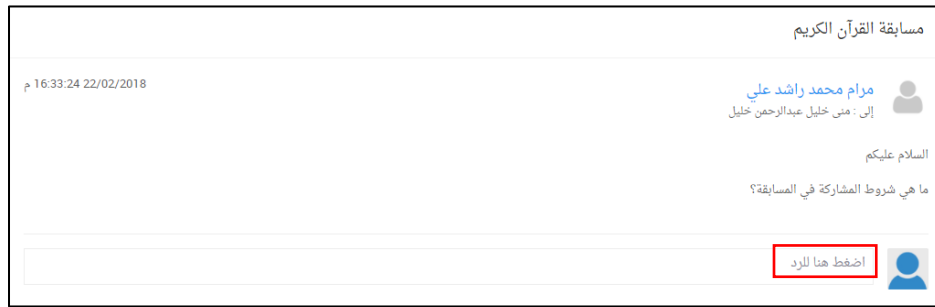 مسابقة القرآن الكريم
مرام محمد راشد علي
22/02/2018 16:33:24 م
إلى : منى خليل عبدالرحمن خليل
السلام عليكم
ما هي شروط المشاركة في المسابقة؟
اضغط هنا للرد